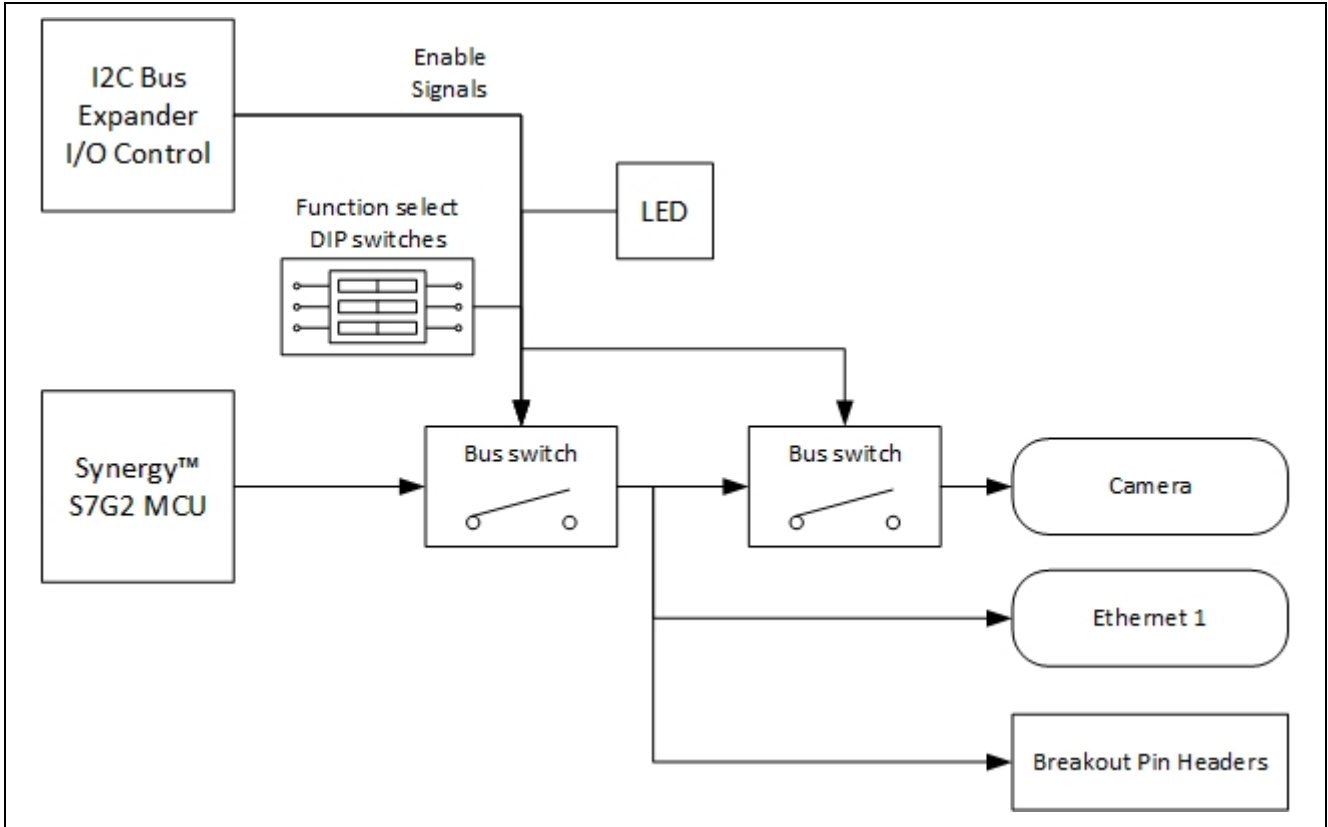 I2C Bus
Expander
I/O Control
Enable
Signals
Function select
DIP switches
LED
Synergy™
S7G2 MCU
Bus switch
Bus switch
Camera
Ethernet 1
Breakout Pin Headers